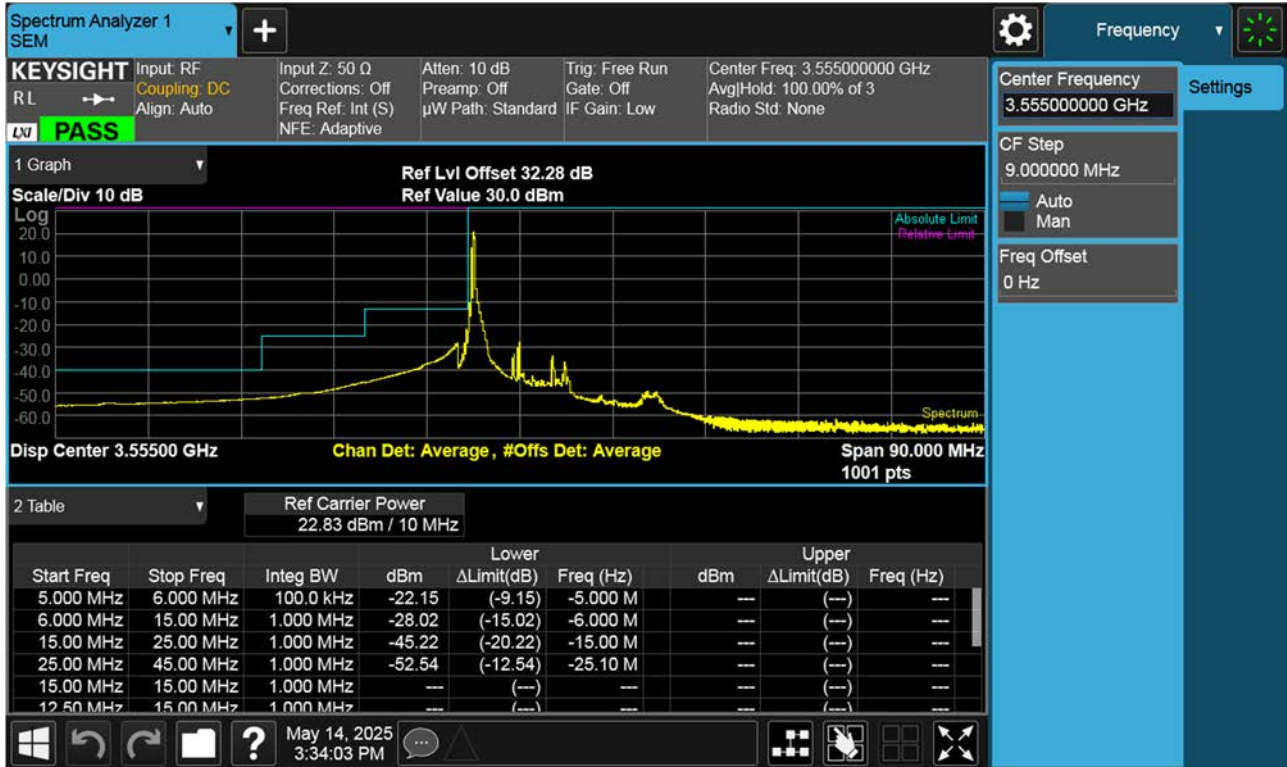 Spectrum Analyzer 1
SEM
Frequency
KEYSIGHT
RL
LXI PASS
Input: RF
Coupling: DC
Align: Auto
Input Z: 50 Ω
Corrections: Off
Freq Ref: Int (S)
NFE: Adaptive
Atten: 10 dB
Preamp: Off
µW Path: Standard
Trig: Free Run
Gate: Off
IF Gain: Low
Center Freq: 3.555000000 GHz
Avg|Hold: 100.00% of 3
Radio Std: None
Center Frequency
3.555000000 GHz
Settings
CF Step
9.000000 MHz
Auto
Man
Freq Offset
0 Hz
1 Graph
Ref Lvl Offset 32.28 dB
Scale/Div 10 dB Ref Value 30.0 dBm
Log
Absolute Limit
Relative Limit
20.0
10.0
0.00
-10.0
-20.0
-30.0
-40.0
-50.0
-60.0
Spectrum
Disp Center 3.55500 GHz Chan Det: Average, #Offs Det: Average Span 90.000 MHz
1001 pts
2 Table
Ref Carrier Power
22.83 dBm / 10 MHz
Lower Upper
Start Freq Stop Freq Integ BW dBm ΔLimit(dB) Freq (Hz) dBm ΔLimit(dB) Freq (Hz)
5.000 MHz 6.000 MHz 100.0 kHz -22.15 (-9.15) -5.000 M --- (---) ---
6.000 MHz 15.00 MHz 1.000 MHz -28.02 (-15.02) -6.000 M --- (---) ---
15.00 MHz 25.00 MHz 1.000 MHz -45.22 (-20.22) -15.00 M --- (---) ---
25.00 MHz 45.00 MHz 1.000 MHz -52.54 (-12.54) -25.10 M --- (---) ---
15.00 MHz 15.00 MHz 1.000 MHz --- (---) --- --- (---) ---
12.50 MHz 15.00 MHz 1.000 MHz --- (---) --- --- (---) ---
? May 14, 2025
3:34:03 PM